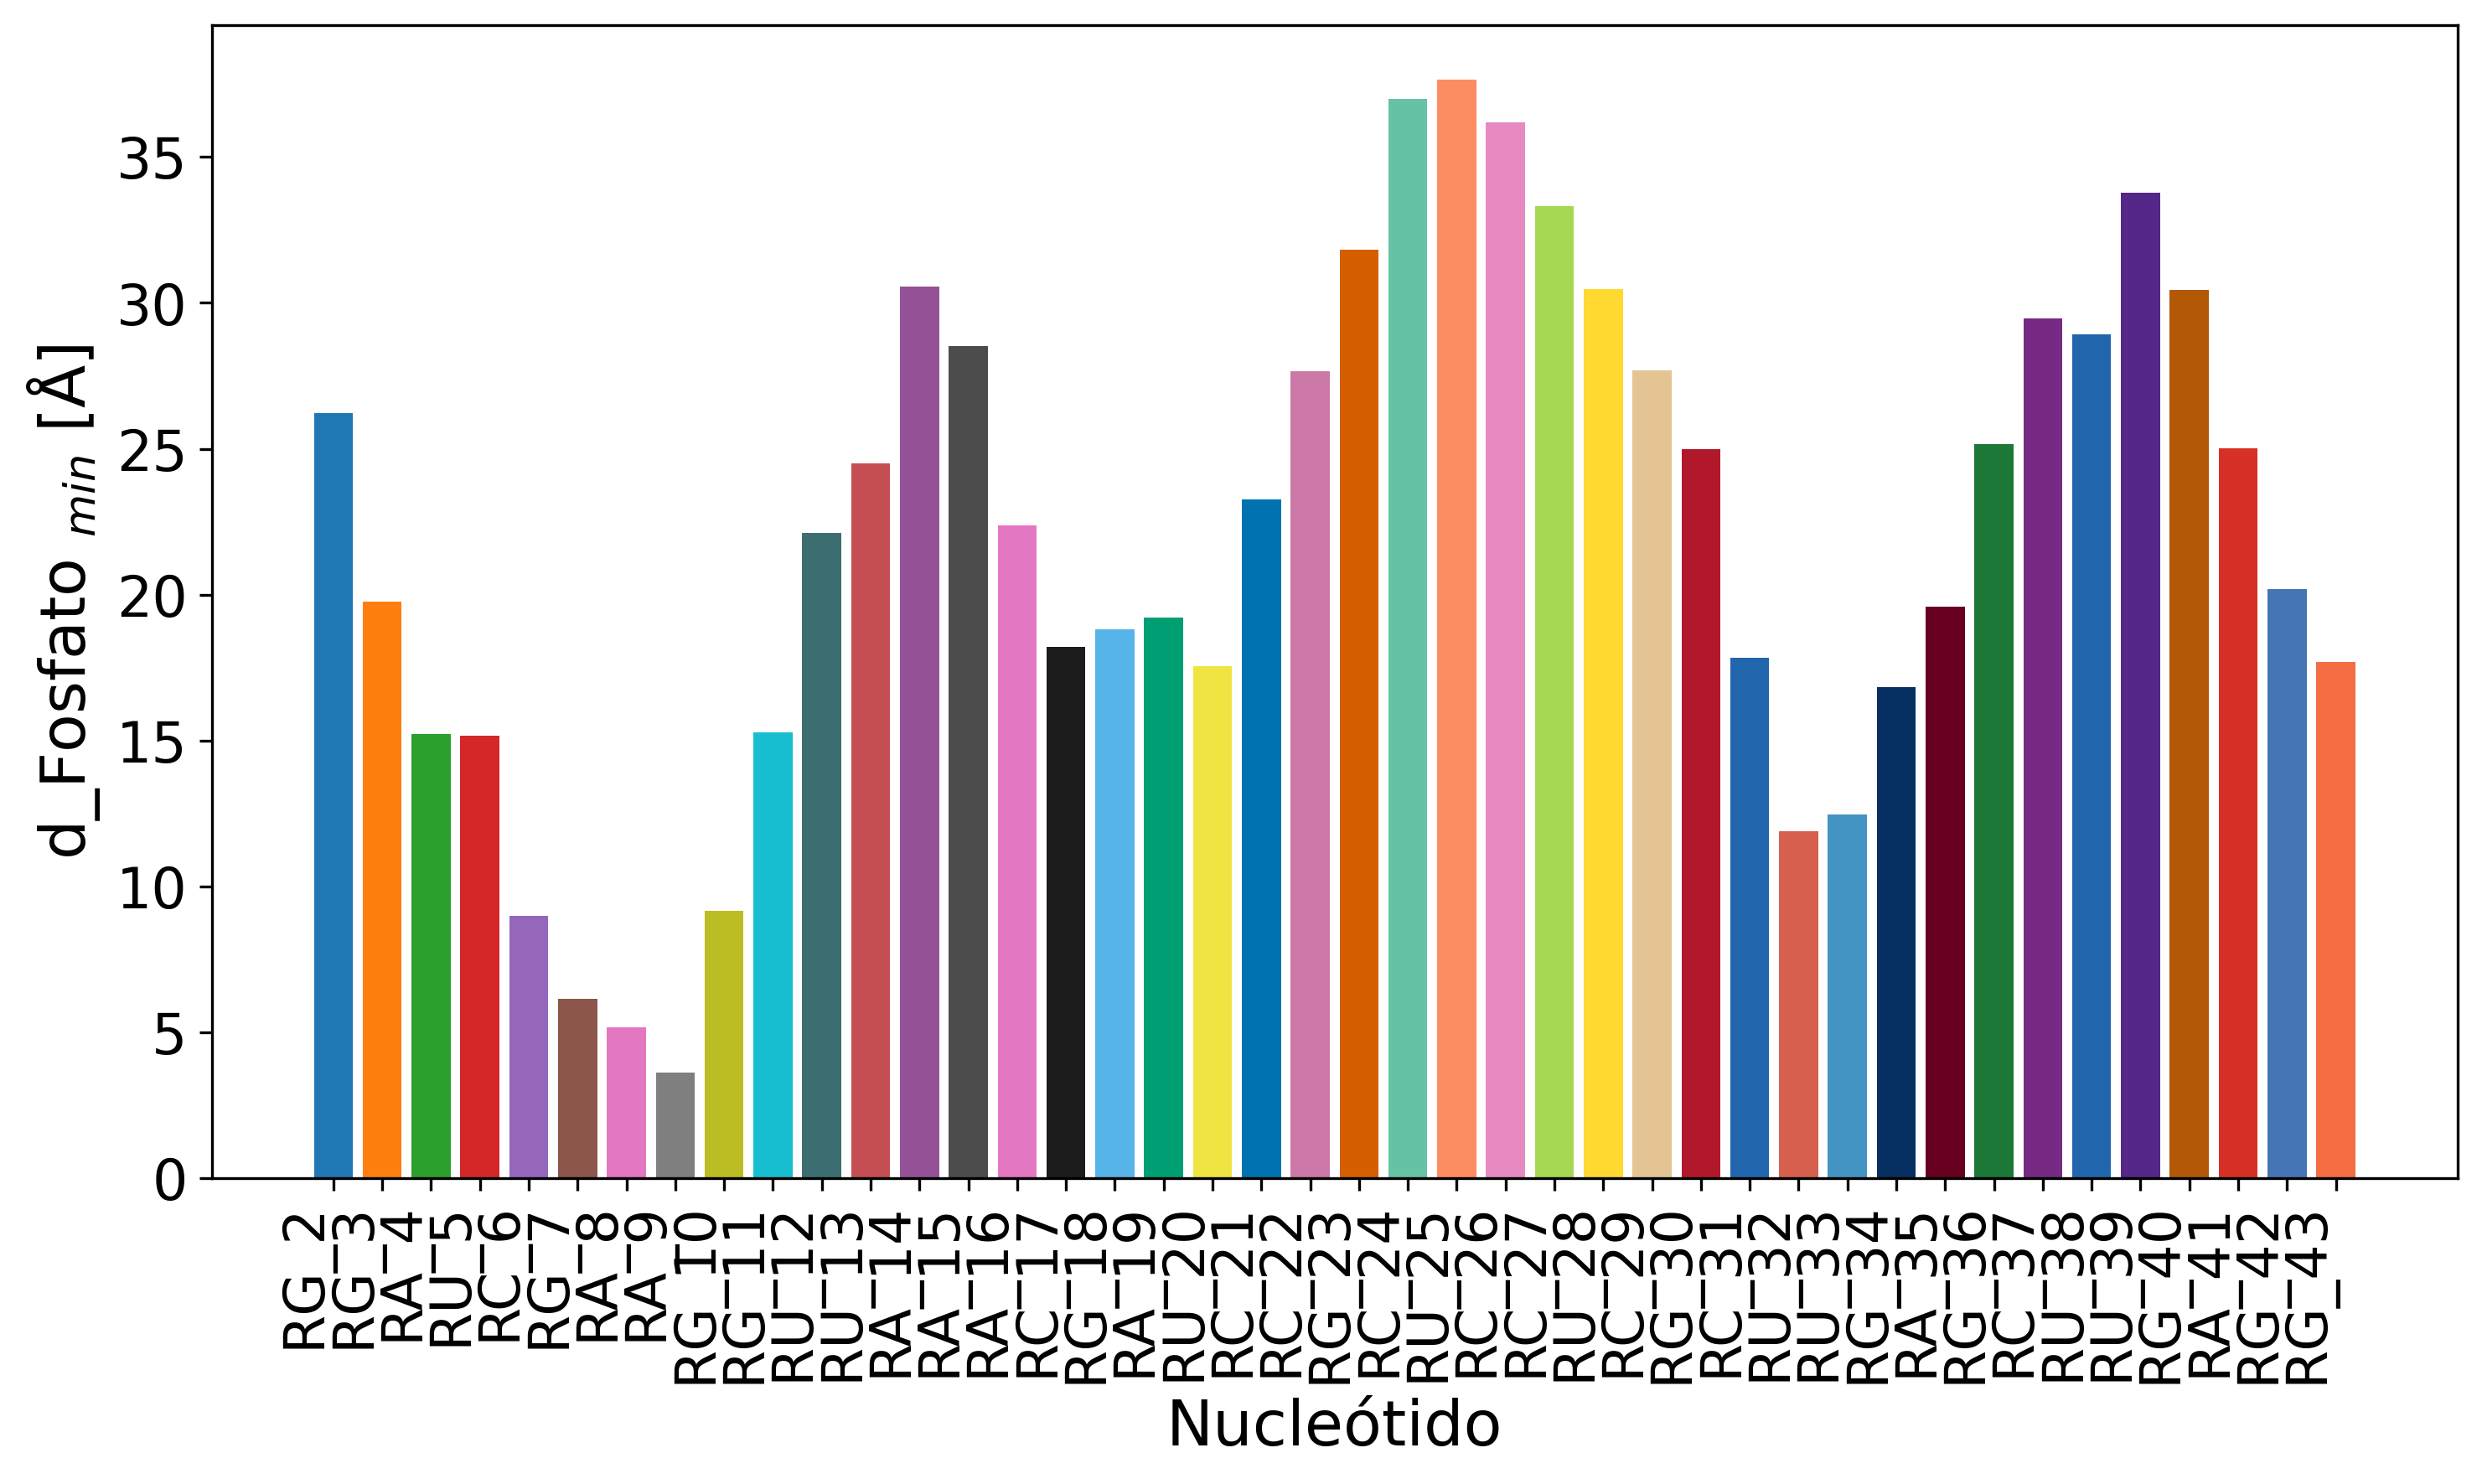 d_Fosfato min [Å]
35
30
25
20
15
10
5
0
RG_2
RG_3
RA_4
RU_5
RC_6
RG_7
RA_8
RA_9
RG_10
RG_11
RU_12
RU_13
RA_14
RA_15
RA_16
RC_17
RG_18
RA_19
RU_20
RC_21
RC_22
RG_23
RC_24
RU_25
RC_26
RC_27
RU_28
RC_29
RG_30
RC_31
RU_32
RU_33
RG_34
RA_35
RG_36
RC_37
RU_38
RU_39
RG_40
RA_41
RG_42
RG_43
Nucleótido